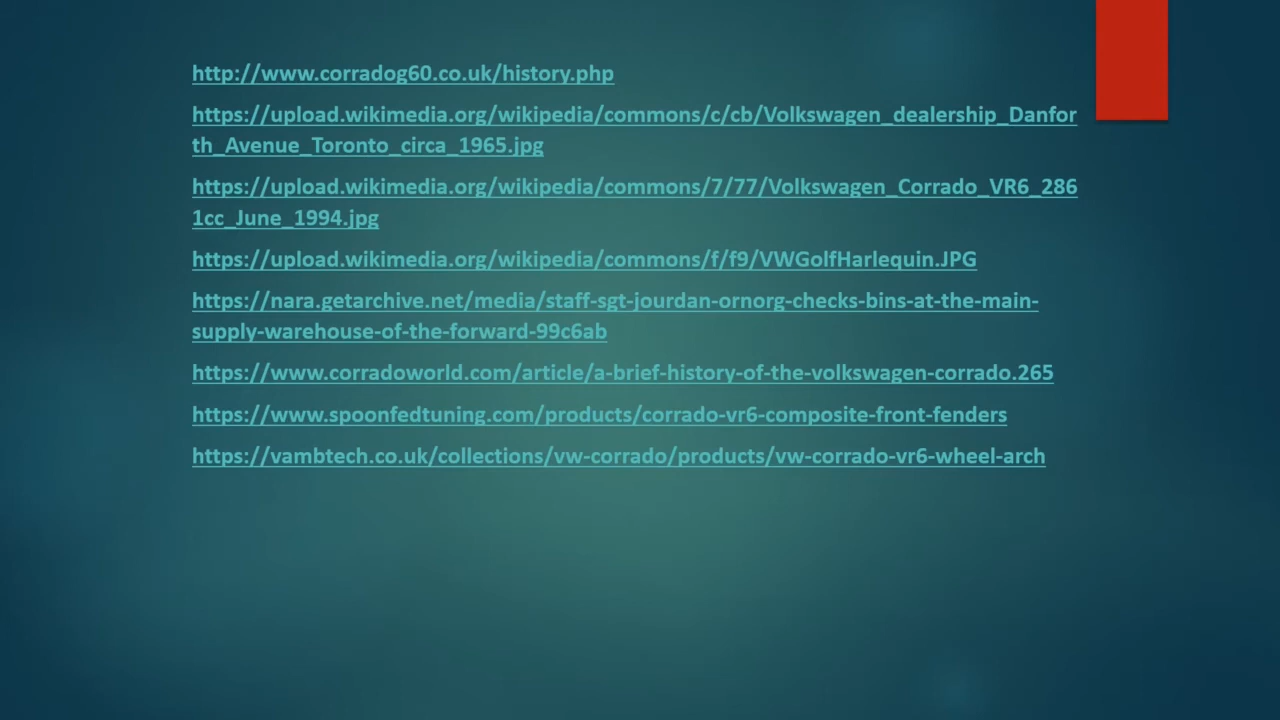 http://www.corradog60.co.uk/history.php
https://upload.wikimedia.org/wikipedia/commons/c/cb/Volkswagen_dealership_Danfor
th_Avenue_Toronto_circa_1965.jpg
https://upload.wikimedia.org/wikipedia/commons/7/77/Volkswagen_Corrado_VR6_286
1cc_June_1994.jpg
https://upload.wikimedia.org/wikipedia/commons/f/f9/VWGolfHarlequin.JPG
https://nara.getarchive.net/media/staff-sgt-jourdan-ornorg-checks-bins-at-the-main-
supply-warehouse-of-the-forward-99c6ab
https://www.corradoworld.com/article/a-brief-history-of-the-volkswagen-corrado.265
https://www.spoonfedtuning.com/products/corrado-vr6-composite-front-fenders
https://vambtech.co.uk/collections/vw-corrado/products/vw-corrado-vr6-wheel-arch